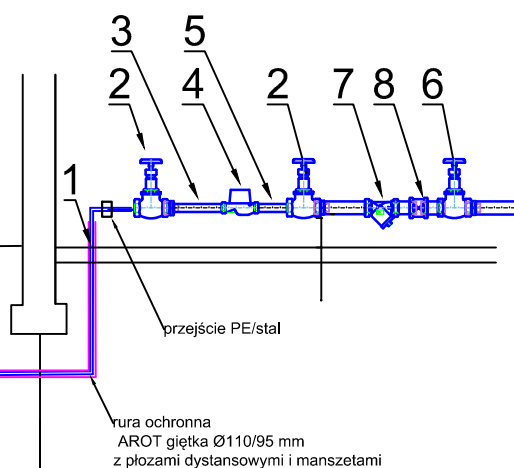 3 5
2 4 2 7 8 6
1
przejście PE/stal
rura ochronna
AROT giętka Ø110/95 mm
z płozami dystansowymi i manszetami